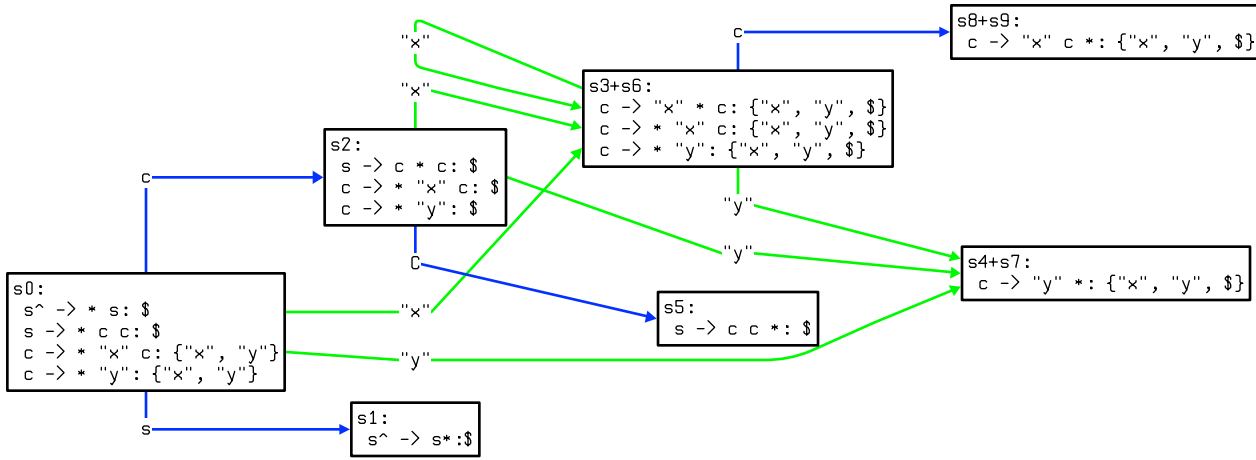 s8+s9:
c -> "x" c *: {"x", "y", $}
c
"x"
s3+s6:
c -> "x" * c: {"x", "y", $}
c -> * "x" c: {"x", "y", $}
c -> * "y": {"x", "y", $}
"x"
s2:
s -> c * c: $
c -> * "x" c: $
c -> * "y": $
c
"y"
"y"
C
s4+s7:
c -> "y" *: {"x", "y", $}
s0:
s^ -> * s: $
s -> * c c: $
c -> * "x" c: {"x", "y"}
c -> * "y": {"x", "y"}
"x"
"y"
s5:
s -> c c *: $
s
s1:
s^ -> s*:$